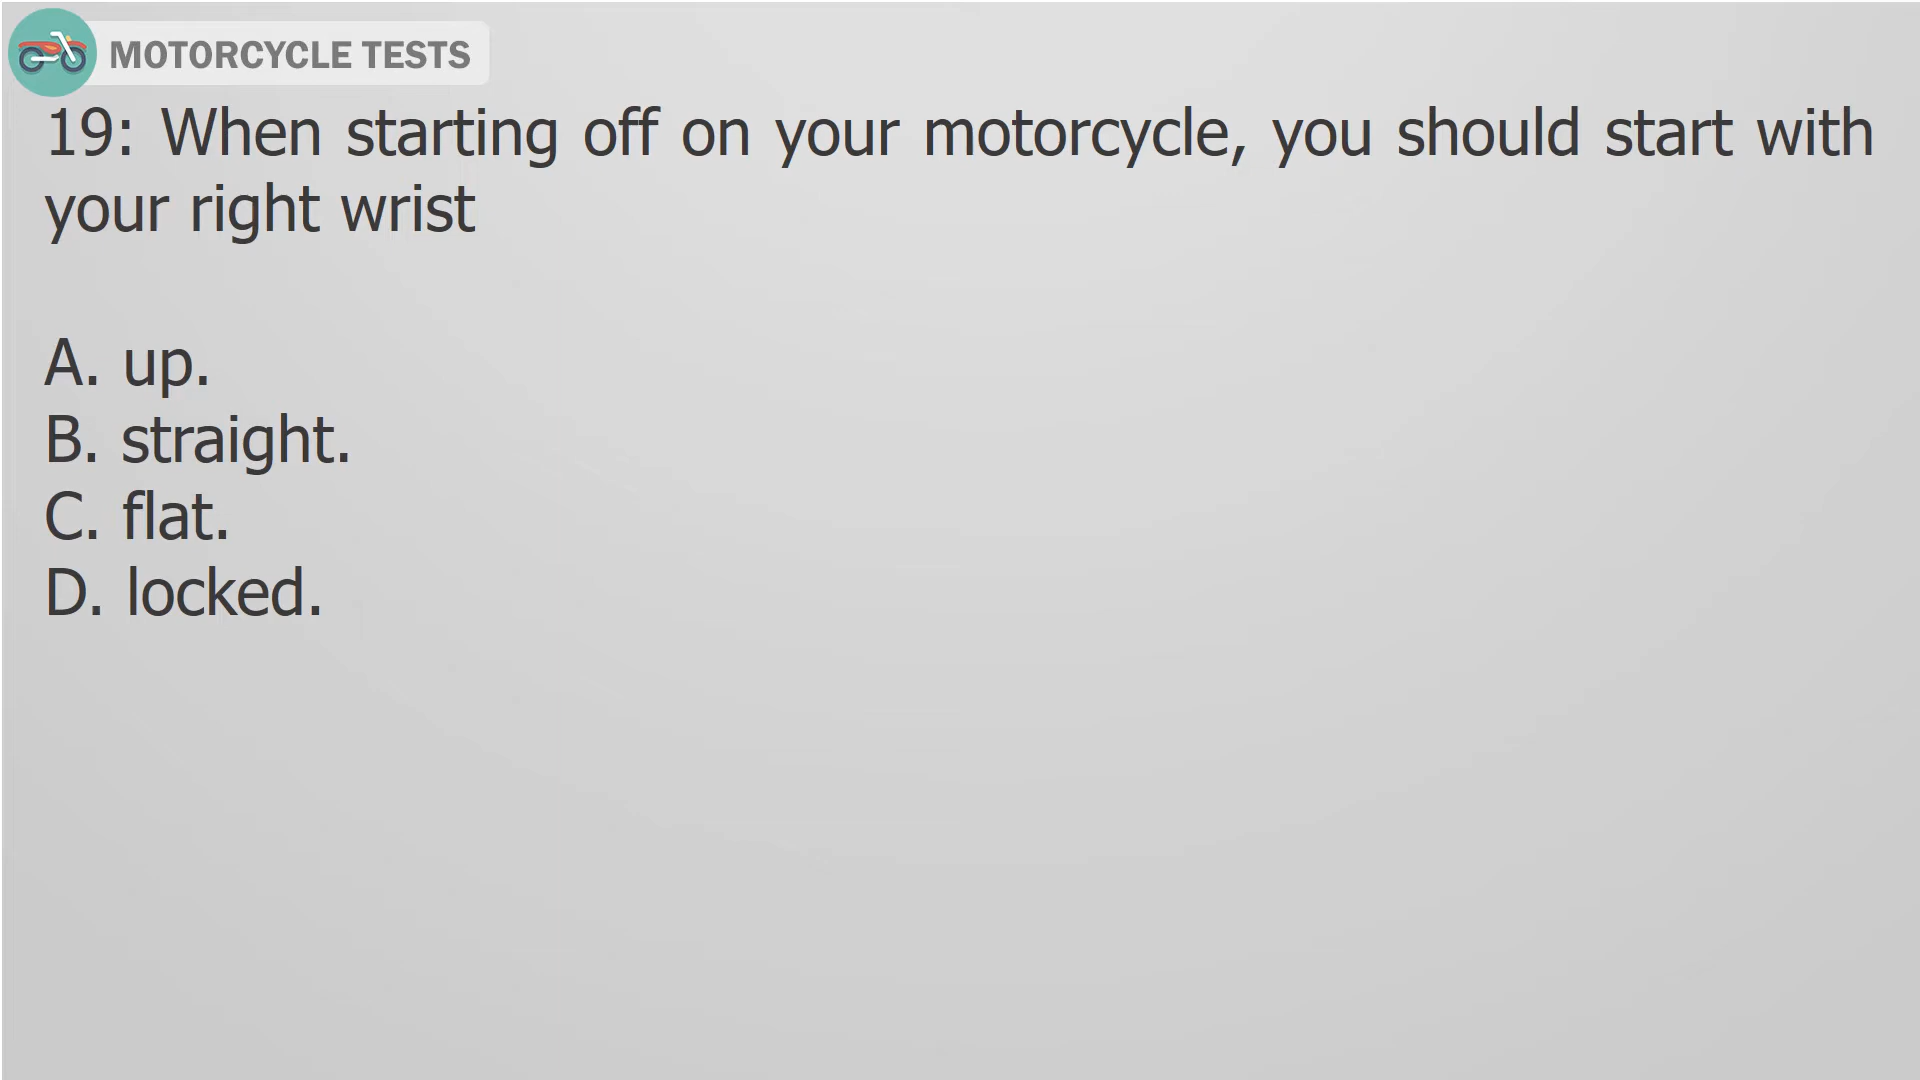 MOTORCYCLE TESTS
19: When starting off on your motorcycle, you should start with
your right wrist
A. up.
B. straight.
C. flat.
D. locked.